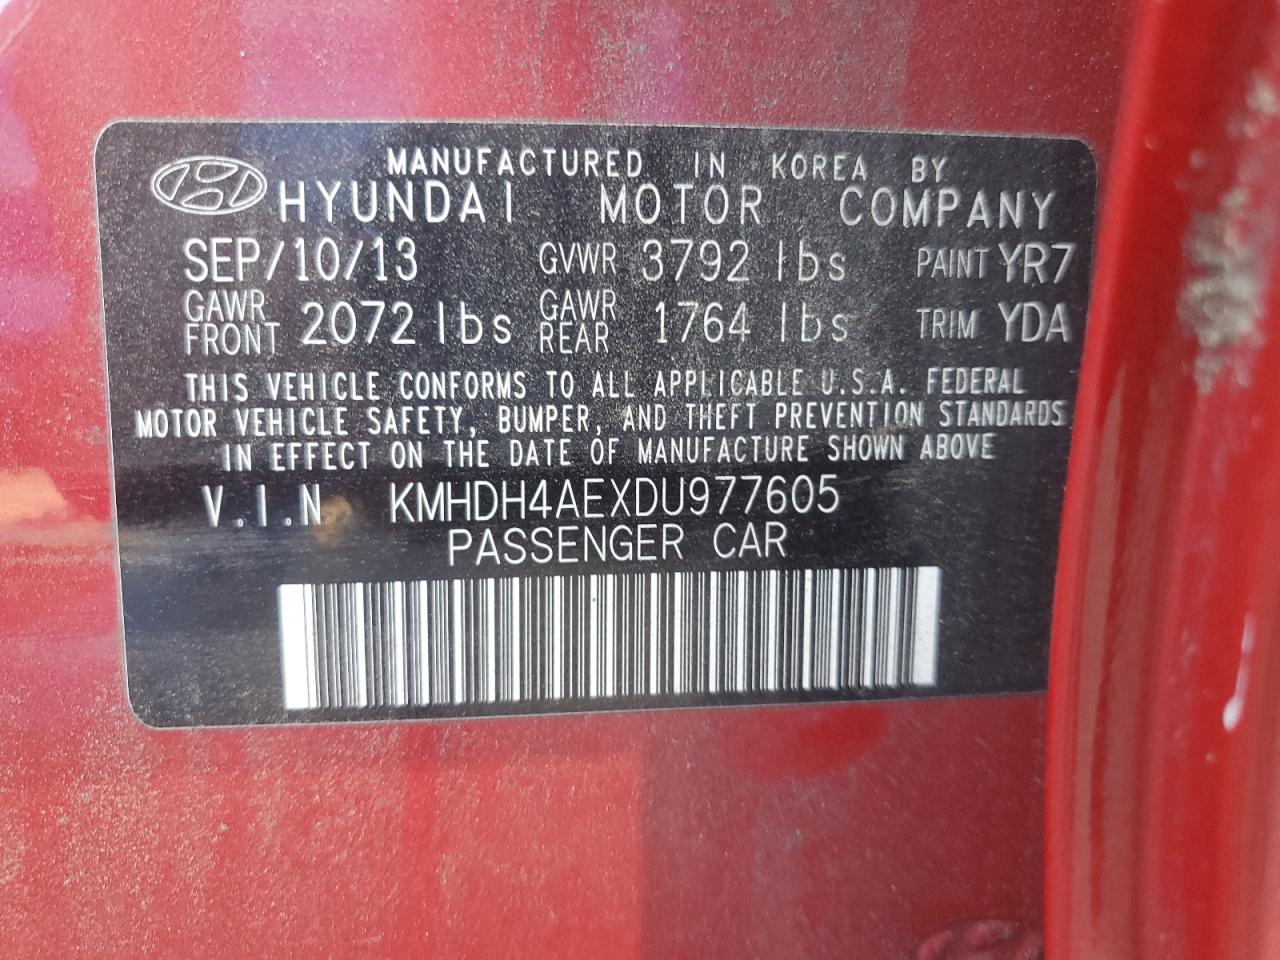 MANUFACTURED IN KOREA BY
HYUNDAI MOTOR COMPANY
SEP/10/13 GVWR 3792 lbs PAINT YR7
GAWR FRONT 2072 lbs GAWR REAR 1764 lbs TRIM YDA
THIS VEHICLE CONFORMS TO ALL APPLICABLE U.S.A. FEDERAL
MOTOR VEHICLE SAFETY, BUMPER, AND THEFT PREVENTION STANDARDS
IN EFFECT ON THE DATE OF MANUFACTURE SHOWN ABOVE
V.I.N KMHDH4AEXDU977605
PASSENGER CAR